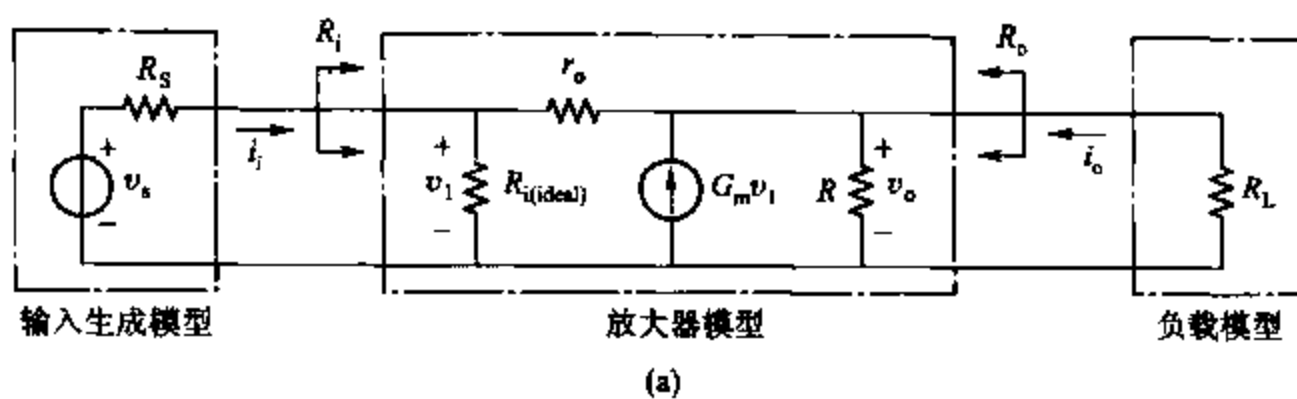 R_i
R_o
R_S
r_o
i_i
i_o
+
v_s
−
+
v_1
−
R_{i(ideal)}
G_m v_1
R
+
v_o
−
R_L
输入生成模型
放大器模型
负载模型
(a)